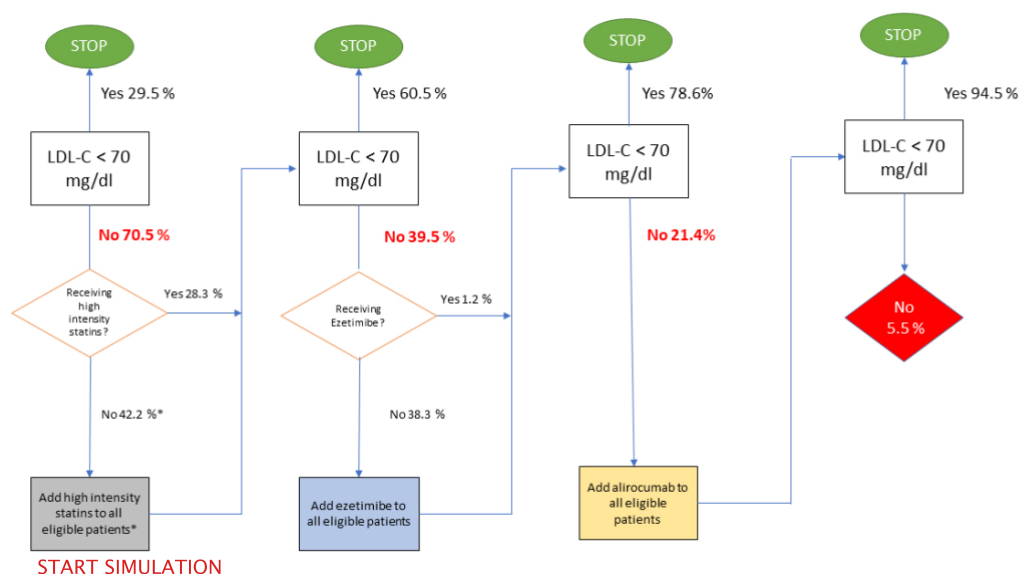 STOP
Yes 29.5 %
LDL-C < 70
mg/dl
No 70.5 %
Receiving
high
intensity
statins ?
Yes 28.3 %
No 42.2 %*
Add high intensity
statins to all
eligible patients*
START SIMULATION
STOP
Yes 60.5 %
LDL-C < 70
mg/dl
No 39.5 %
Receiving
Ezetimibe ?
Yes 1.2 %
No 38.3 %
Add ezetimibe to
all eligible patients
STOP
Yes 78.6%
LDL-C < 70
mg/dl
No 21.4%
Add alirocumab to
all eligible
patients
STOP
Yes 94.5 %
LDL-C < 70
mg/dl
No
5.5 %